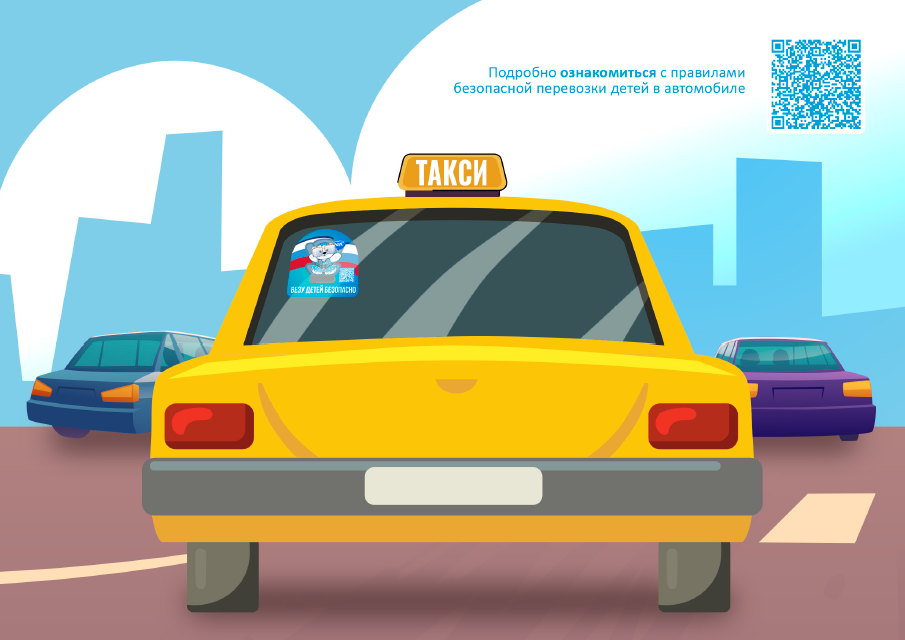 Подробно ознакомиться с правилами
безопасной перевозки детей в автомобиле
ТАКСИ
ВЕЗУ ДЕТЕЙ БЕЗОПАСНО